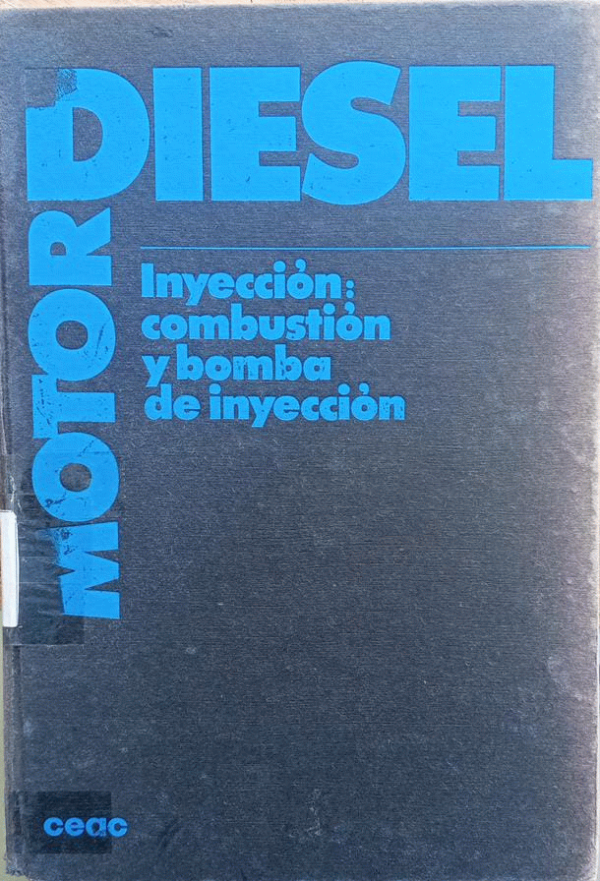 MOTOR
DIESEL
Inyección:
combustión
y bomba
de inyección
ceac